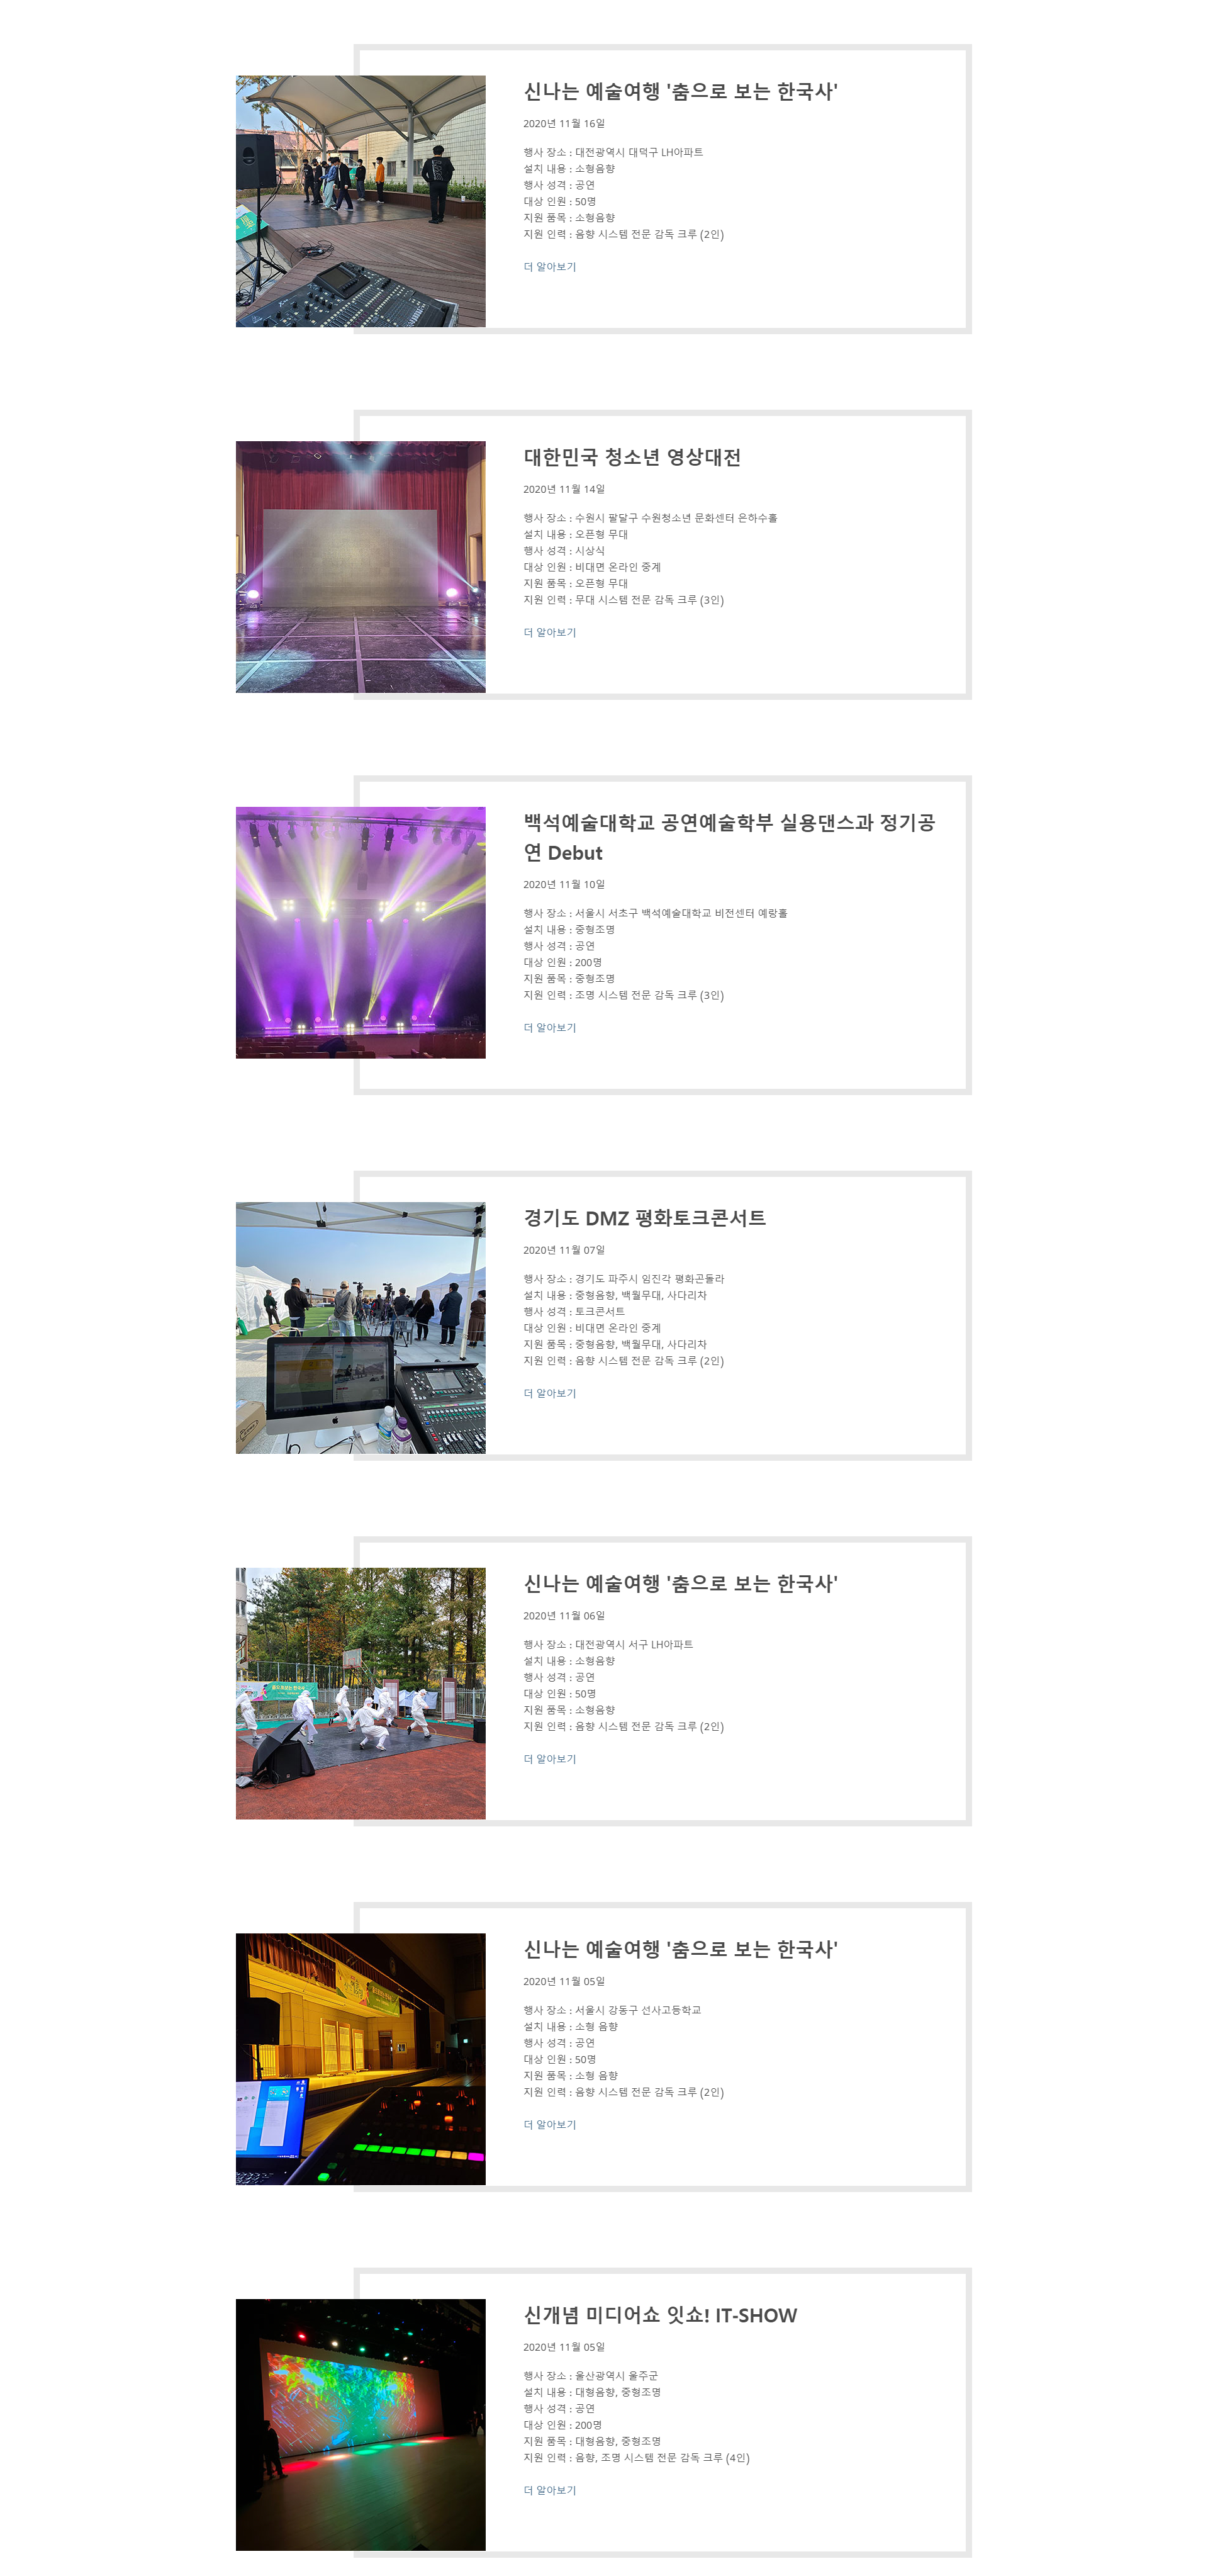 신나는 예술여행 '춤으로 보는 한국사'
2020년 11월 16일
행사 장소 : 대전광역시 대덕구 LH아파트
설치 내용 : 소형음향
행사 성격 : 공연
대상 인원 : 50명
지원 품목 : 소형음향
지원 인력 : 음향 시스템 전문 감독 크루 (2인)
더 알아보기
대한민국 청소년 영상대전
2020년 11월 14일
행사 장소 : 수원시 팔달구 수원청소년 문화센터 은하수홀
설치 내용 : 오픈형 무대
행사 성격 : 시상식
대상 인원 : 비대면 온라인 중계
지원 품목 : 오픈형 무대
지원 인력 : 무대 시스템 전문 감독 크루 (3인)
더 알아보기
백석예술대학교 공연예술학부 실용댄스과 정기공
연 Debut
2020년 11월 10일
행사 장소 : 서울시 서초구 백석예술대학교 비전센터 예랑홀
설치 내용 : 중형조명
행사 성격 : 공연
대상 인원 : 200명
지원 품목 : 중형조명
지원 인력 : 조명 시스템 전문 감독 크루 (3인)
더 알아보기
경기도 DMZ 평화토크콘서트
2020년 11월 07일
행사 장소 : 경기도 파주시 임진각 평화곤돌라
설치 내용 : 중형음향, 백월무대, 사다리차
행사 성격 : 토크콘서트
대상 인원 : 비대면 온라인 중계
지원 품목 : 중형음향, 백월무대, 사다리차
지원 인력 : 음향 시스템 전문 감독 크루 (2인)
더 알아보기
신나는 예술여행 '춤으로 보는 한국사'
2020년 11월 06일
행사 장소 : 대전광역시 서구 LH아파트
설치 내용 : 소형음향
행사 성격 : 공연
대상 인원 : 50명
지원 품목 : 소형음향
지원 인력 : 음향 시스템 전문 감독 크루 (2인)
더 알아보기
신나는 예술여행 '춤으로 보는 한국사'
2020년 11월 05일
행사 장소 : 서울시 강동구 선사고등학교
설치 내용 : 소형 음향
행사 성격 : 공연
대상 인원 : 50명
지원 품목 : 소형 음향
지원 인력 : 음향 시스템 전문 감독 크루 (2인)
더 알아보기
신개념 미디어쇼 잇쇼! IT-SHOW
2020년 11월 05일
행사 장소 : 울산광역시 울주군
설치 내용 : 대형음향, 중형조명
행사 성격 : 공연
대상 인원 : 200명
지원 품목 : 대형음향, 중형조명
지원 인력 : 음향, 조명 시스템 전문 감독 크루 (4인)
더 알아보기